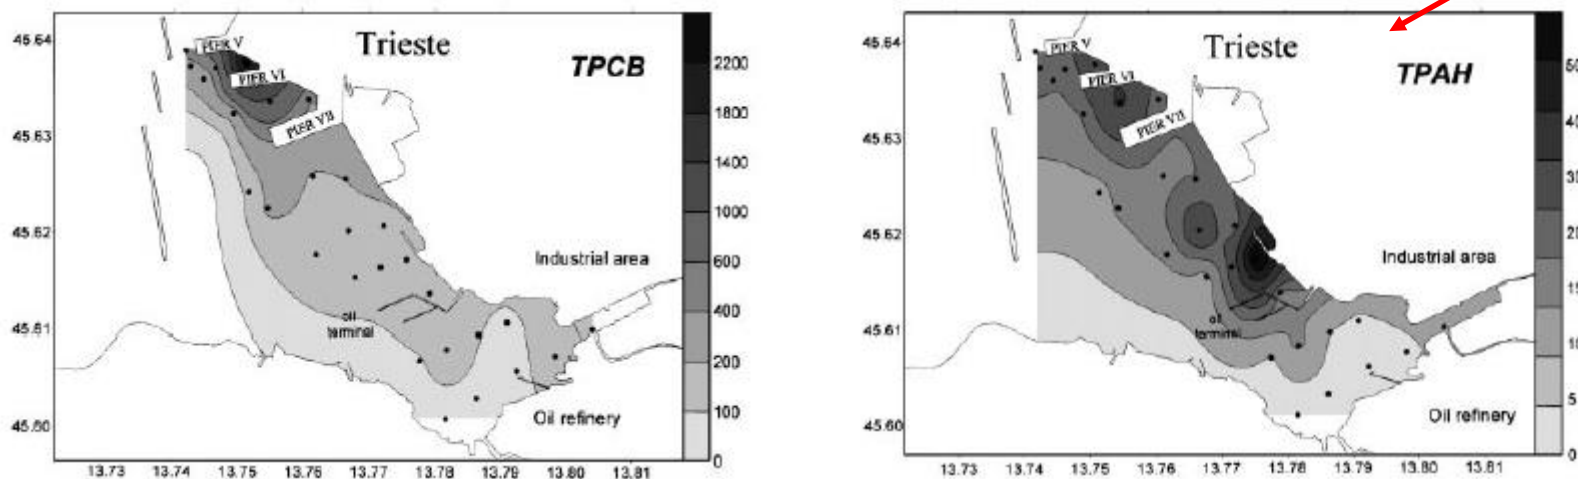 Trieste
TPCB
PIER V
PIER VI
PIER VII
Industrial area
oil
terminal
Oil refinery
45.64
45.63
45.62
45.61
45.60
13.73 13.74 13.75 13.76 13.77 13.78 13.79 13.80 13.81
2200
1800
1400
1000
600
400
200
100
0
Trieste
TPAH
PIER V
PIER VI
PIER VII
Industrial area
oil
terminal
Oil refinery
45.64
45.63
45.62
45.61
45.60
13.73 13.74 13.75 13.76 13.77 13.78 13.79 13.80 13.81
5
0